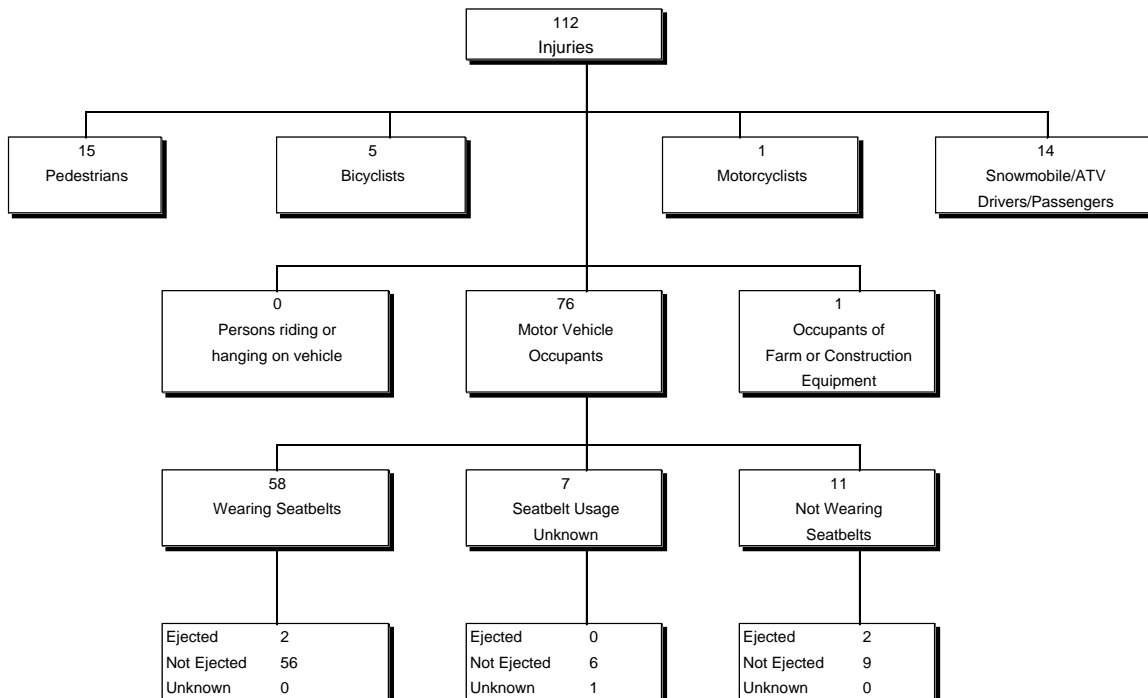 112
Injuries
15
Pedestrians
5
Bicyclists
1
Motorcyclists
14
Snowmobile/ATV
Drivers/Passengers
0
Persons riding or
hanging on vehicle
76
Motor Vehicle
Occupants
1
Occupants of
Farm or Construction
Equipment
58
Wearing Seatbelts
7
Seatbelt Usage
Unknown
11
Not Wearing
Seatbelts
Ejected 2
Not Ejected 56
Unknown 0
Ejected 0
Not Ejected 6
Unknown 1
Ejected 2
Not Ejected 9
Unknown 0